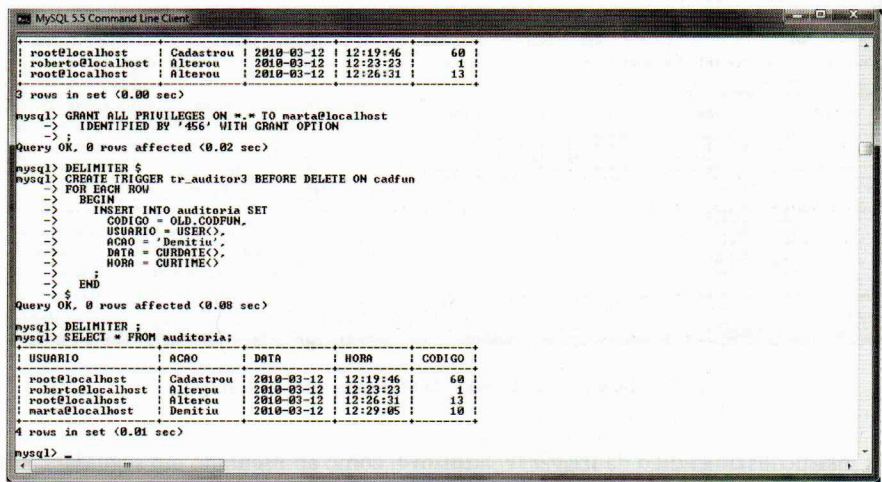 MySQL 5.5 Command Line Client
+-------------------+-----------+------------+----------+--------+
| root@localhost | Cadastrou | 2010-03-12 | 12:19:46 | 60 |
| roberto@localhost | Alterou | 2010-03-12 | 12:23:23 | 1 |
| root@localhost | Alterou | 2010-03-12 | 12:26:31 | 13 |
+-------------------+-----------+------------+----------+--------+
3 rows in set (0.00 sec)
mysql> GRANT ALL PRIVILEGES ON *.* TO marta@localhost
-> IDENTIFIED BY '456' WITH GRANT OPTION
-> ;
Query OK, 0 rows affected (0.02 sec)
mysql> DELIMITER $
mysql> CREATE TRIGGER tr_auditor3 BEFORE DELETE ON cadfun
-> FOR EACH ROW
-> BEGIN
-> INSERT INTO auditoria SET
-> CODIGO = OLD.CODFUN,
-> USUARIO = USER(),
-> ACAO = 'Demitiu',
-> DATA = CURDATE(),
-> HORA = CURTIME()
-> ;
-> END
-> $
Query OK, 0 rows affected (0.08 sec)
mysql> DELIMITER ;
mysql> SELECT * FROM auditoria;
+-------------------+-----------+------------+----------+--------+
| USUARIO | ACAO | DATA | HORA | CODIGO |
+-------------------+-----------+------------+----------+--------+
| root@localhost | Cadastrou | 2010-03-12 | 12:19:46 | 60 |
| roberto@localhost | Alterou | 2010-03-12 | 12:23:23 | 1 |
| root@localhost | Alterou | 2010-03-12 | 12:26:31 | 13 |
| marta@localhost | Demitiu | 2010-03-12 | 12:29:05 | 10 |
+-------------------+-----------+------------+----------+--------+
4 rows in set (0.01 sec)
mysql> _